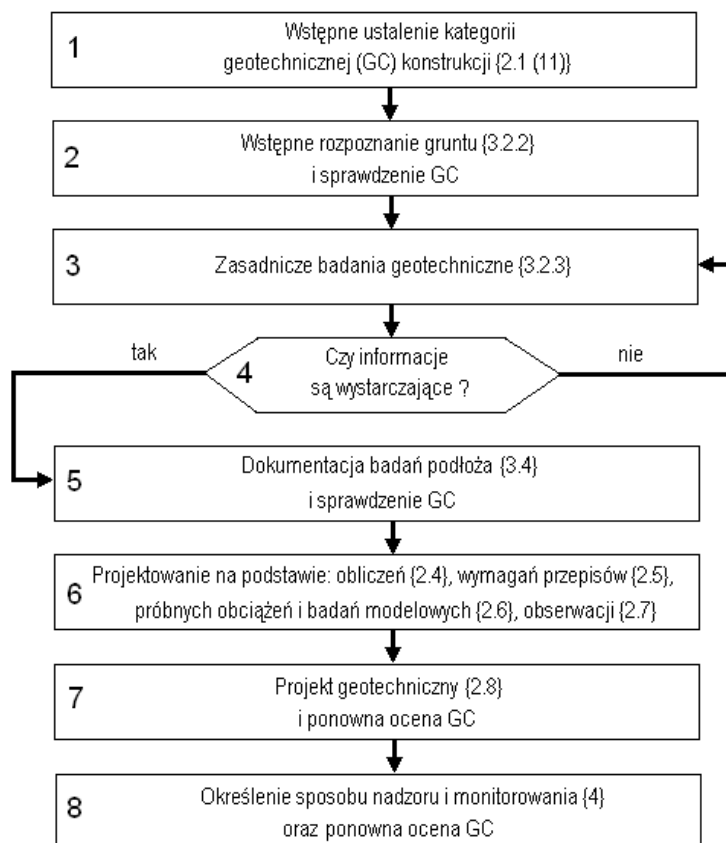 1
Wstępne ustalenie kategorii
geotechnicznej (GC) konstrukcji {2.1 (11)}
2
Wstępne rozpoznanie gruntu {3.2.2}
i sprawdzenie GC
3
Zasadnicze badania geotechniczne {3.2.3}
tak
4
Czy informacje
są wystarczające ?
nie
5
Dokumentacja badań podłoża {3.4}
i sprawdzenie GC
6
Projektowanie na podstawie: obliczeń {2.4}, wymagań przepisów {2.5},
próbnych obciążeń i badań modelowych {2.6}, obserwacji {2.7}
7
Projekt geotechniczny {2.8}
i ponowna ocena GC
8
Określenie sposobu nadzoru i monitorowania {4}
oraz ponowna ocena GC